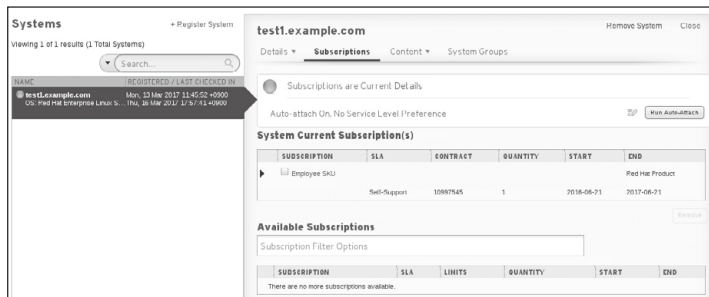 Systems
+ Register System
Viewing 1 of 1 results (1 Total Systems)
Search...
NAME REGISTERED / LAST CHECKED IN
test1.example.com Mon, 13 Mar 2017 11:45:52 +0900
OS: Red Hat Enterprise Linux S... Thu, 16 Mar 2017 17:57:41 +0900
test1.example.com
Remove System Close
Details Subscriptions Content System Groups
Subscriptions are Current Details
Auto-attach On, No Service Level Preference
Run Auto-Attach
System Current Subscription(s)
SUBSCRIPTION SLA CONTRACT QUANTITY START END
Employee SKU Red Hat Product
Self-Support 10997545 1 2016-06-21 2017-06-21
Remove
Available Subscriptions
Subscription Filter Options
SUBSCRIPTION SLA LIMITS QUANTITY START END
There are no more subscriptions available.